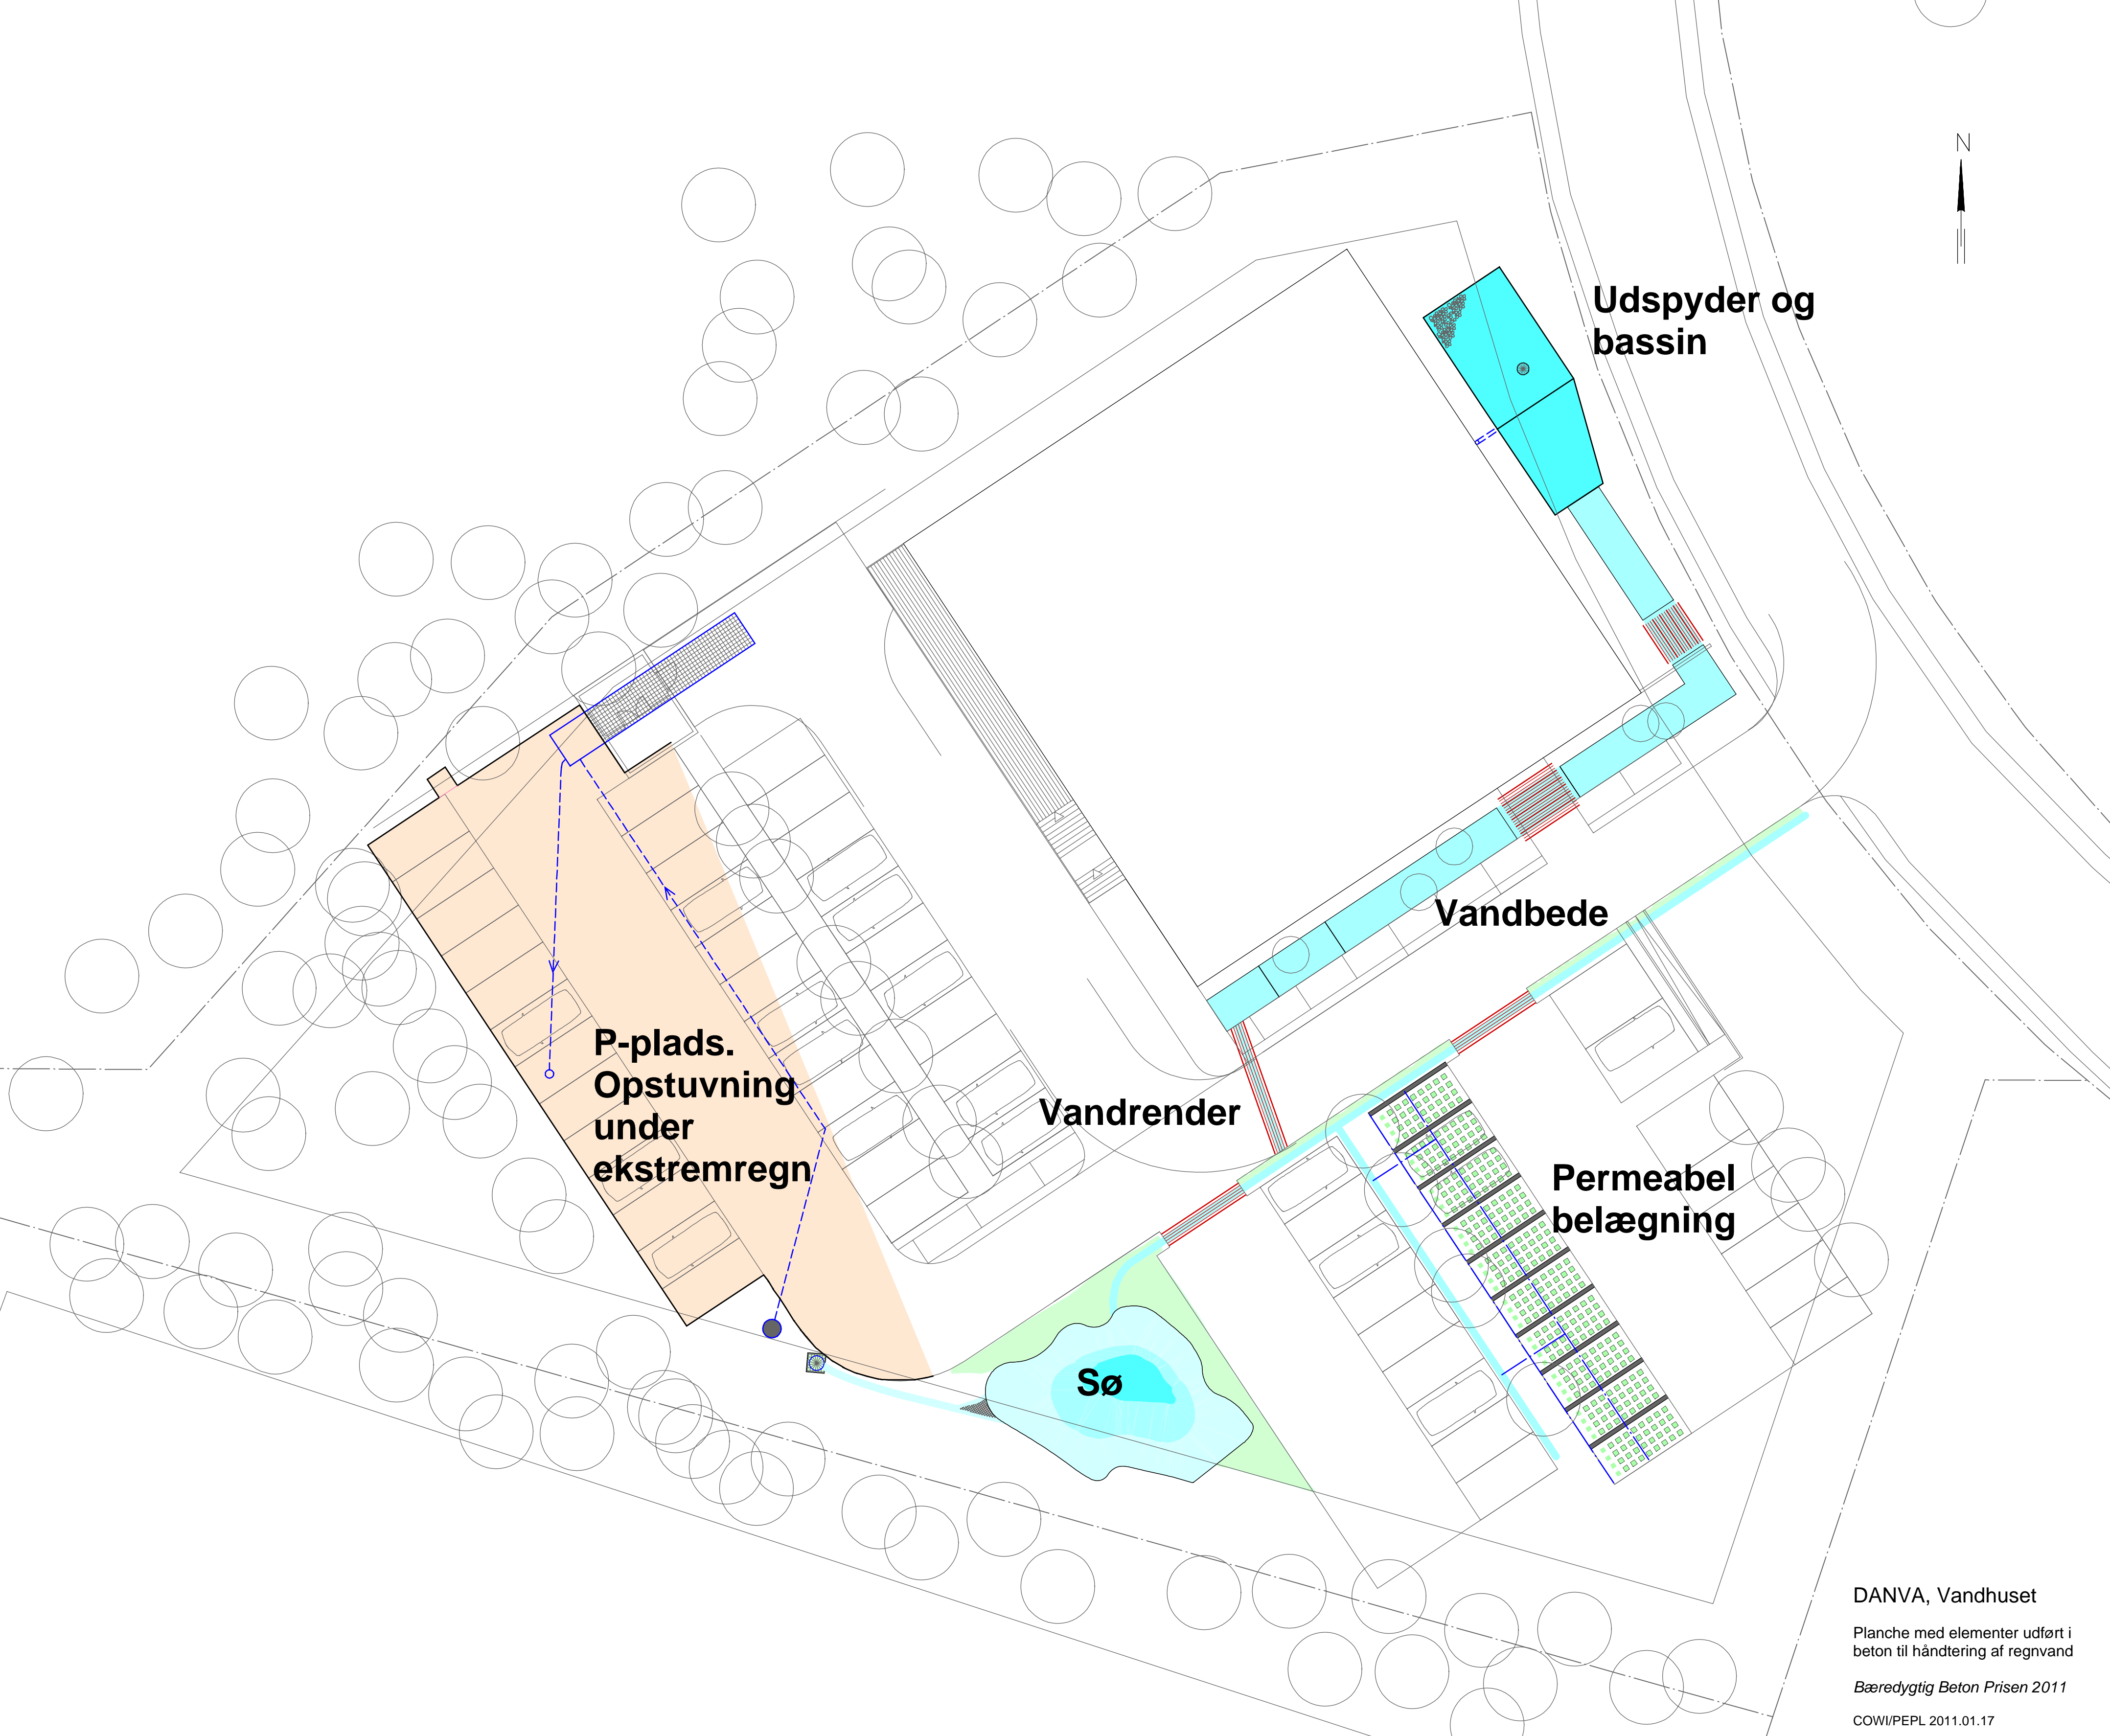 N
Udspyder og
bassin
Vandbede
P-plads.
Opstuvning
under
ekstremregn
Vandrender
Permeabel
belægning
Sø
DANVA, Vandhuset
Planche med elementer udført i
beton til håndtering af regnvand
Bæredygtig Beton Prisen 2011
COWI/PEPL 2011.01.17